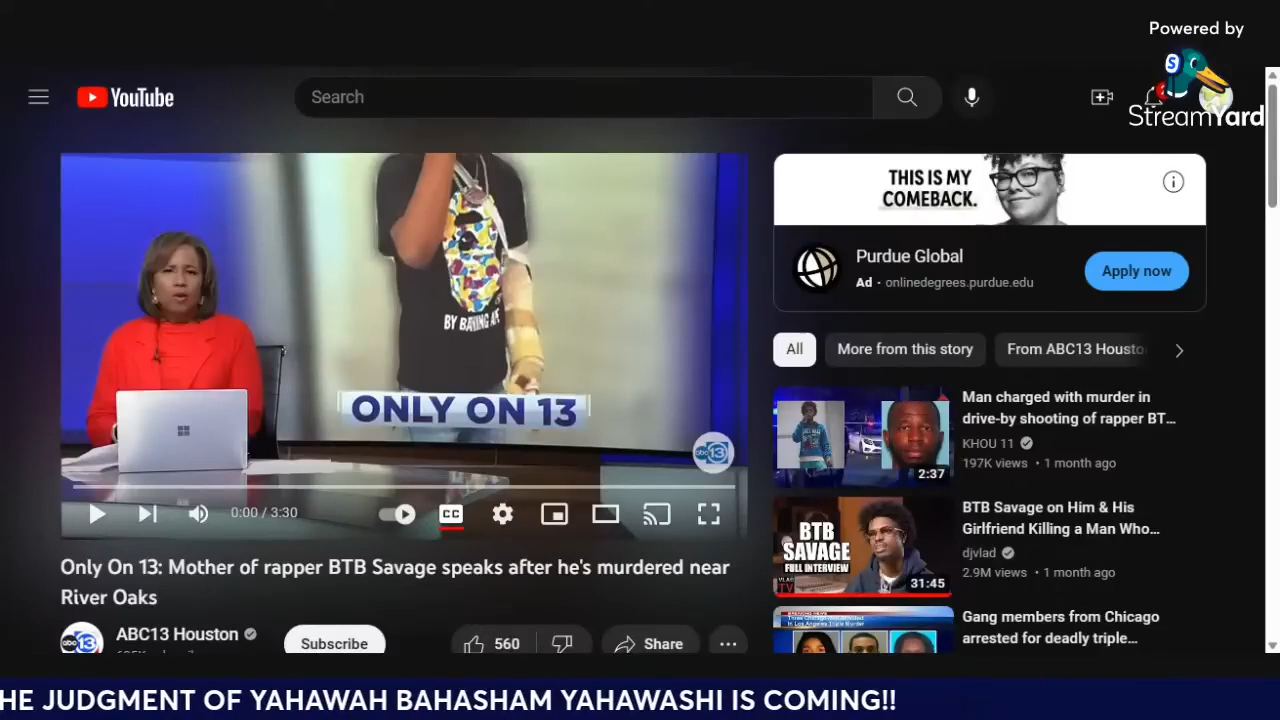 Powered by
S
StreamYard
YouTube
Search
THIS IS MY
COMEBACK.
BY BATHING APE
ONLY ON 13
abc13
Purdue Global
Ad · onlinedegrees.purdue.edu
Apply now
All
More from this story
From ABC13 Housto
Man charged with murder in
drive-by shooting of rapper BT...
KHOU 11
197K views · 1 month ago
2:37
0:00 / 3:30
CC
BTB Savage on Him & His
Girlfriend Killing a Man Who...
djvlad
2.9M views · 1 month ago
BTB
SAVAGE
FULL INTERVIEW
31:45
Only On 13: Mother of rapper BTB Savage speaks after he's murdered near
River Oaks
Gang members from Chicago
arrested for deadly triple...
abc13
ABC13 Houston
Subscribe
560
Share
HE JUDGMENT OF YAHAWAH BAHASHAM YAHAWASHI IS COMING!!